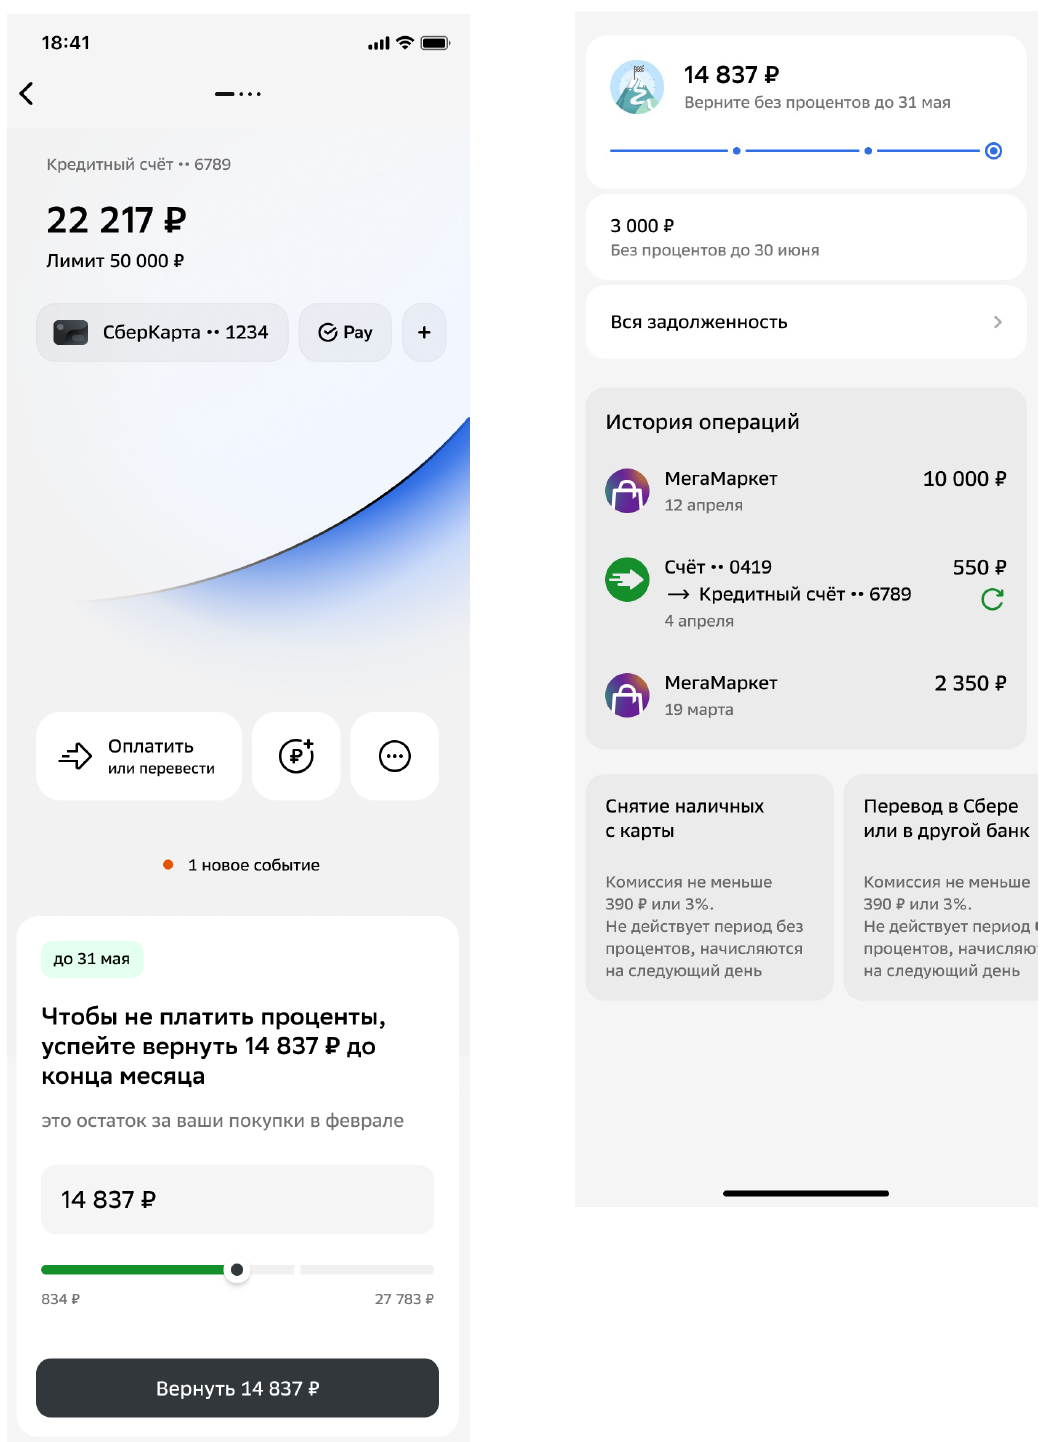 18:41
Кредитный счёт •• 6789
22 217 ₽
Лимит 50 000 ₽
СберКарта •• 1234
Pay
+
Оплатить
или перевести
1 новое событие
до 31 мая
Чтобы не платить проценты,
успейте вернуть 14 837 ₽ до
конца месяца
это остаток за ваши покупки в феврале
14 837 ₽
834 ₽
27 783 ₽
Вернуть 14 837 ₽
14 837 ₽
Верните без процентов до 31 мая
3 000 ₽
Без процентов до 30 июня
Вся задолженность
История операций
МегаМаркет
10 000 ₽
12 апреля
Счёт •• 0419
550 ₽
→ Кредитный счёт •• 6789
4 апреля
МегаМаркет
2 350 ₽
19 марта
Снятие наличных
с карты
Комиссия не меньше
390 ₽ или 3%.
Не действует период без
процентов, начисляются
на следующий день
Перевод в Сбере
или в другой банк
Комиссия не меньше
390 ₽ или 3%.
Не действует период
процентов,
на следующий день